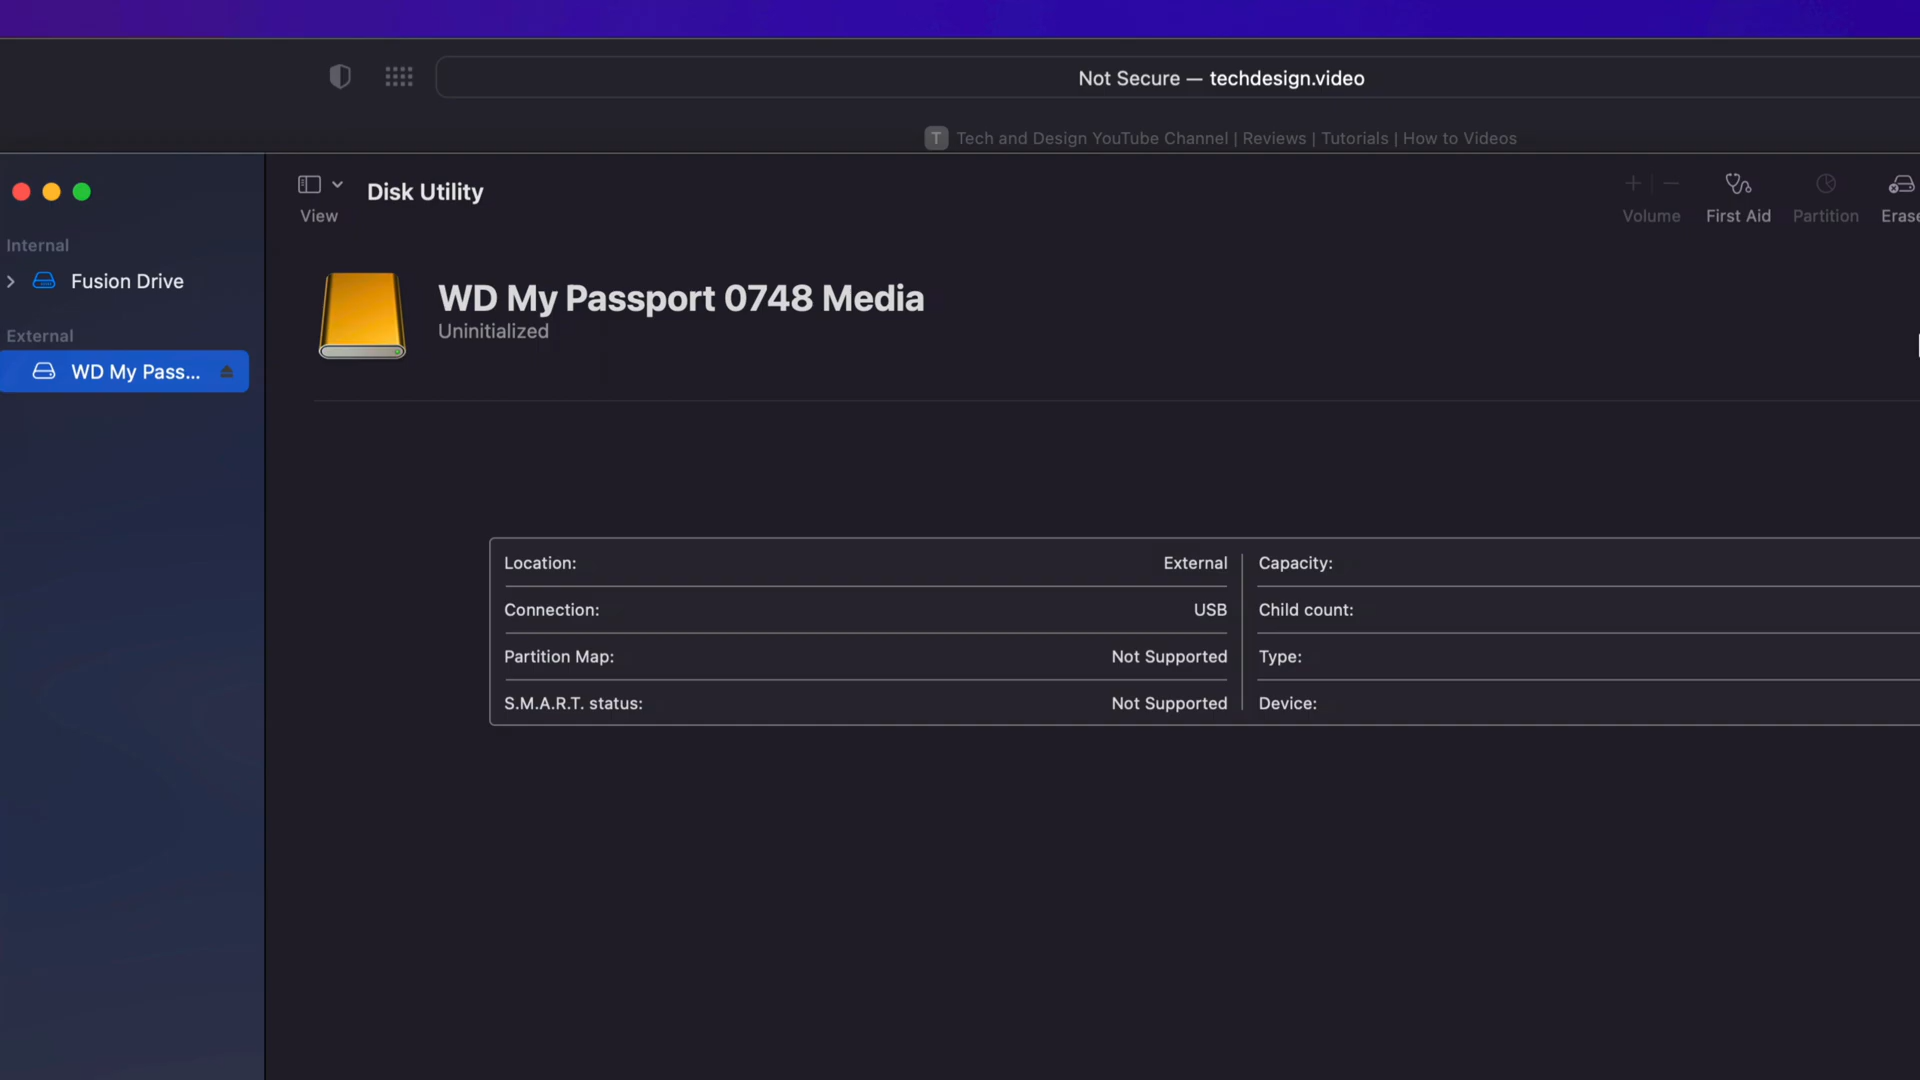 Not Secure — techdesign.video
T Tech and Design YouTube Channel | Reviews | Tutorials | How to Videos
View
Disk Utility
Volume
First Aid
Partition
Erase
Internal
Fusion Drive
External
WD My Pass...
WD My Passport 0748 Media
Uninitialized
Location: External
Capacity:
Connection: USB
Child count:
Partition Map: Not Supported
Type:
S.M.A.R.T. status: Not Supported
Device: